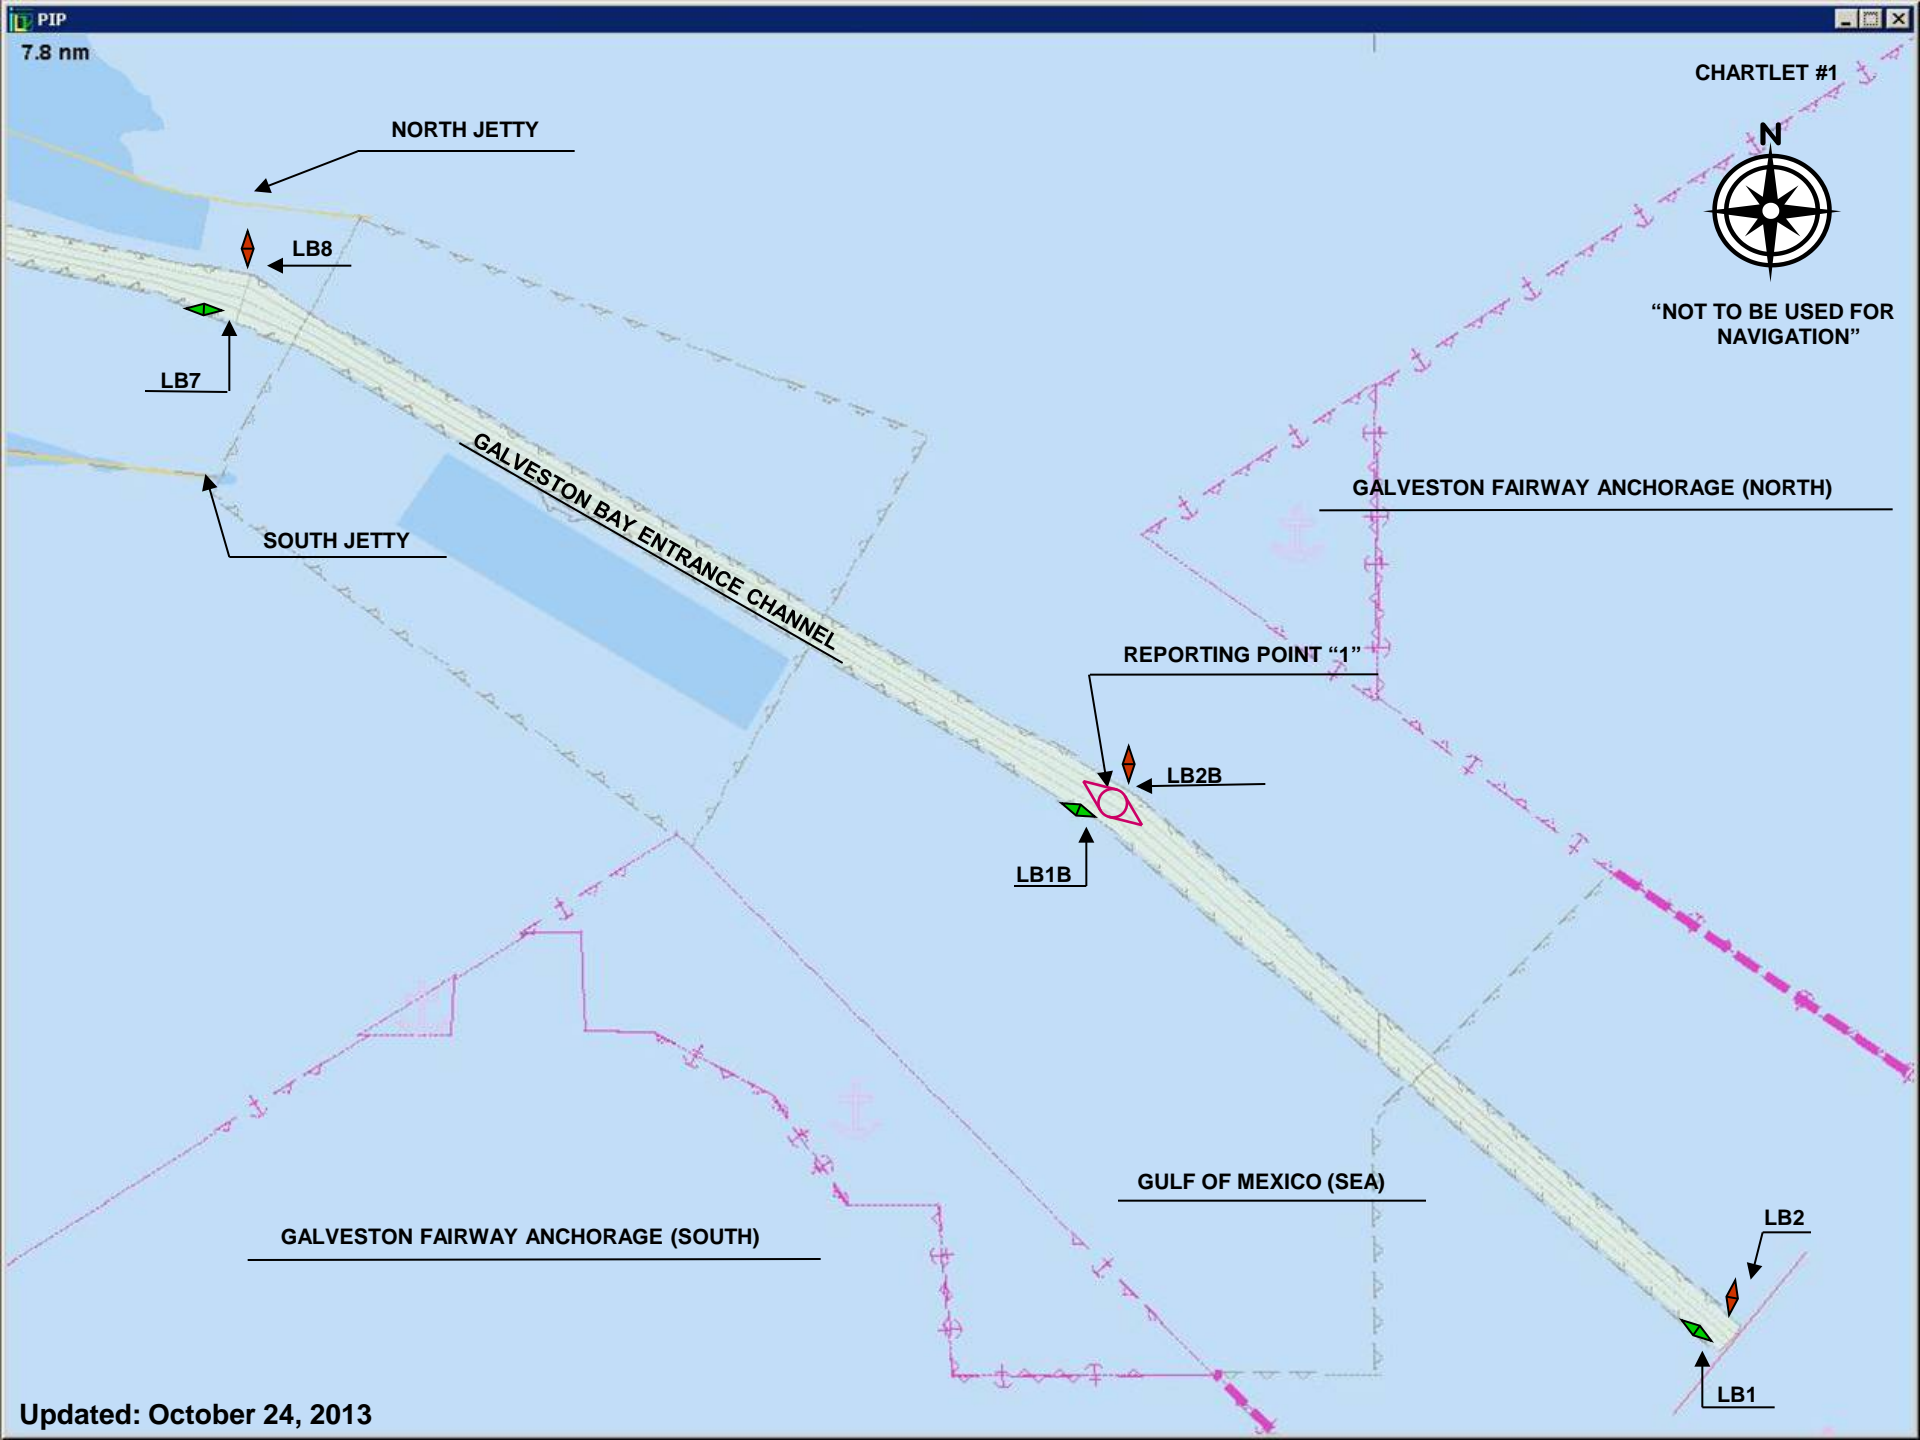 PIP
7.8 nm
CHARTLET #1
NORTH JETTY
N
LB8
“NOT TO BE USED FOR
NAVIGATION”
LB7
GALVESTON BAY ENTRANCE CHANNEL
GALVESTON FAIRWAY ANCHORAGE (NORTH)
SOUTH JETTY
REPORTING POINT “1”
LB2B
LB1B
GULF OF MEXICO (SEA)
LB2
GALVESTON FAIRWAY ANCHORAGE (SOUTH)
LB1
Updated: October 24, 2013